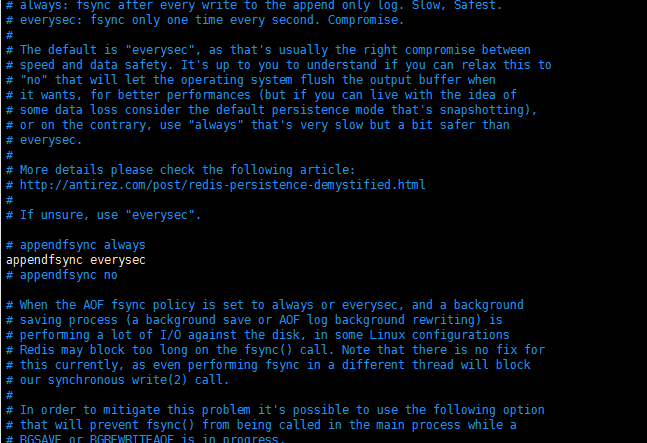 # always: fsync after every write to the append only log. Slow, Safest.
# everysec: fsync only one time every second. Compromise.
#
# The default is "everysec", as that's usually the right compromise between
# speed and data safety. It's up to you to understand if you can relax this to
# "no" that will let the operating system flush the output buffer when
# it wants, for better performances (but if you can live with the idea of
# some data loss consider the default persistence mode that's snapshotting),
# or on the contrary, use "always" that's very slow but a bit safer than
# everysec.
#
# More details please check the following article:
# http://antirez.com/post/redis-persistence-demystified.html
#
# If unsure, use "everysec".
# appendfsync always
appendfsync everysec
# appendfsync no
# When the AOF fsync policy is set to always or everysec, and a background
# saving process (a background save or AOF log background rewriting) is
# performing a lot of I/O against the disk, in some Linux configurations
# Redis may block too long on the fsync() call. Note that there is no fix for
# this currently, as even performing fsync in a different thread will block
# our synchronous write(2) call.
#
# In order to mitigate this problem it's possible to use the following option
# that will prevent fsync() from being called in the main process while a
# BGSAVE or BGREWRITEAOF is in progress.